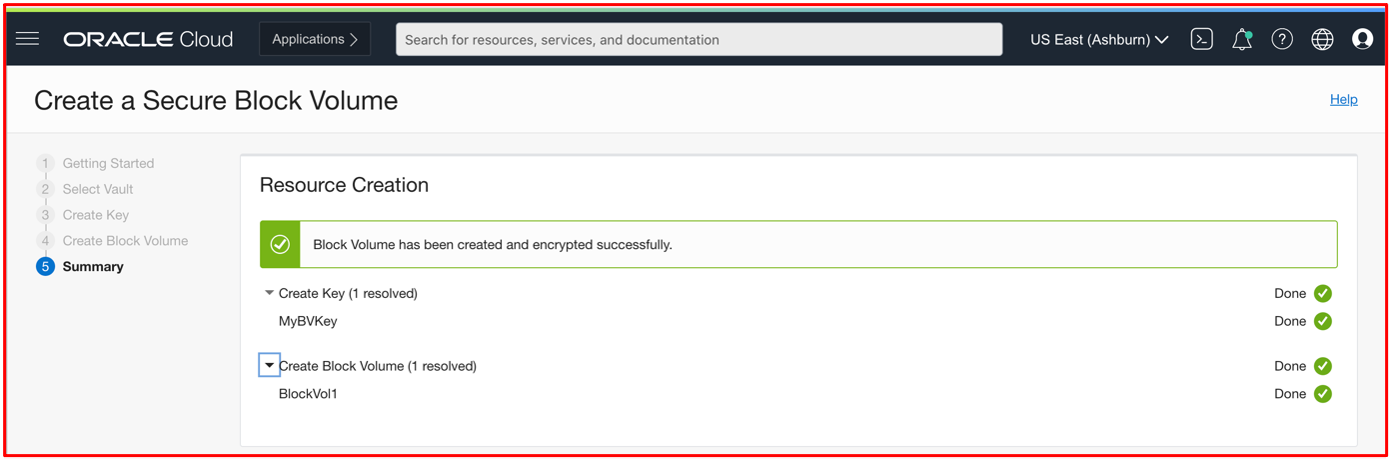 ORACLE Cloud Applications Search for resources, services, and documentation US East (Ashburn)
Create a Secure Block Volume Help
1 Getting Started
2 Select Vault
3 Create Key
4 Create Block Volume
5 Summary
Resource Creation
Block Volume has been created and encrypted successfully.
Create Key (1 resolved) Done
MyBVKey Done
Create Block Volume (1 resolved) Done
BlockVol1 Done